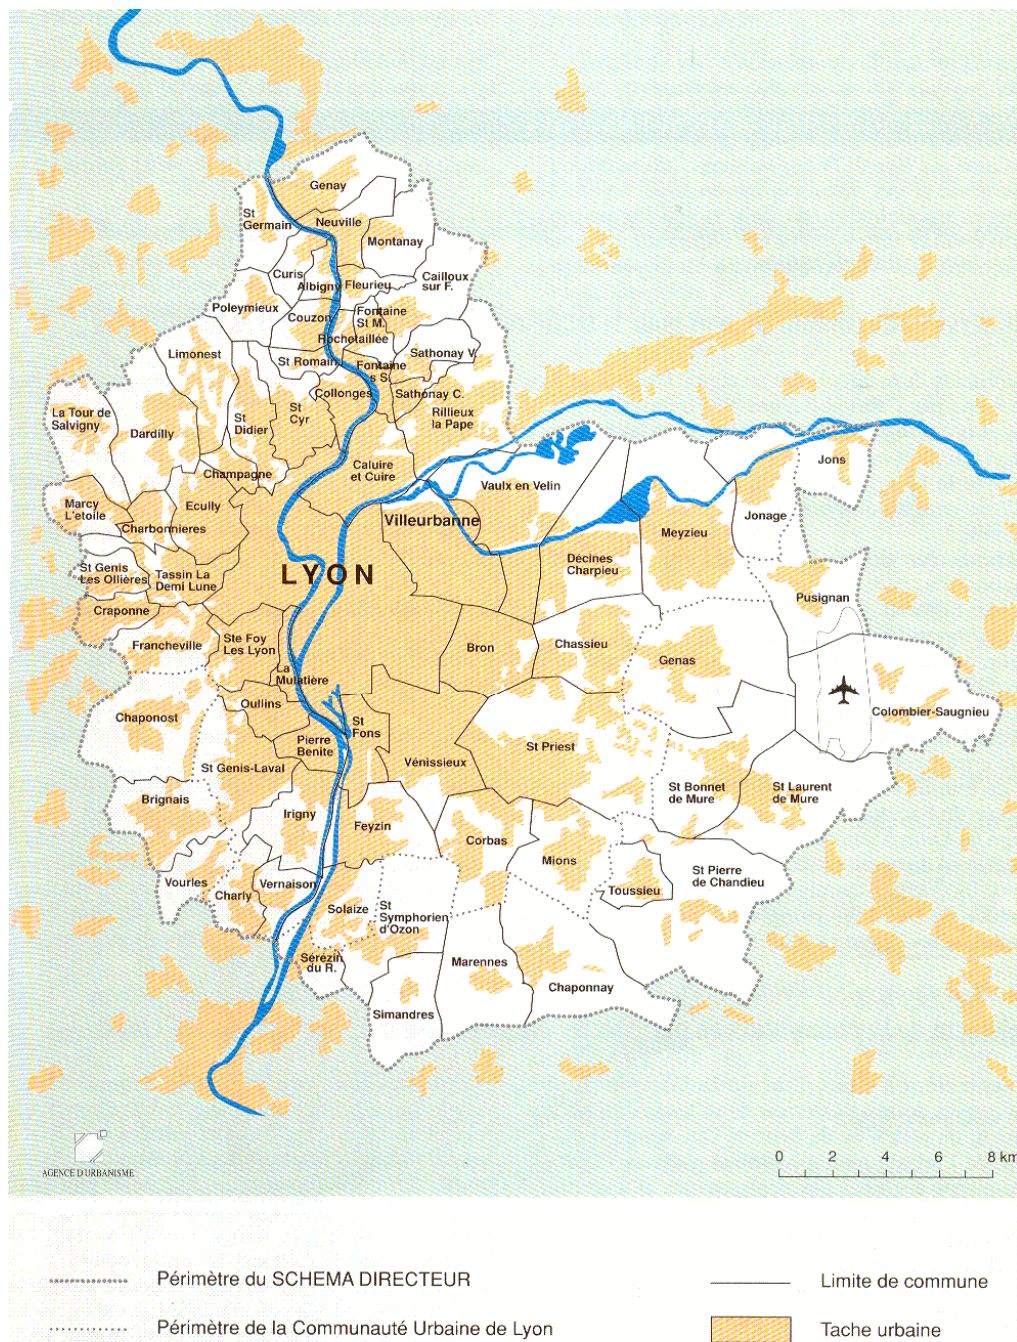 Genay
St
Germain
Neuville
Montanay
Curis
Albigny
Fleurieu
Cailloux
sur F.
Poleymieux
Couzon
Fontaine
St M.
Rochetaillée
Limonest
St Romain
Fontaine
s S.
Sathonay V.
Collonges
Sathonay C.
La Tour de
Salvigny
Dardilly
St
Didier
St
Cyr
Rillieux
la Pape
Champagne
Caluire
et Cuire
Vaulx en Velin
Jons
Marcy
L'etoile
Ecully
Charbonnieres
Villeurbanne
Meyzieu
Jonage
St Genis
Les Ollières
Tassin La
Demi Lune
LYON
Décines
Charpieu
Pusignan
Craponne
Francheville
Ste Foy
Les Lyon
Bron
Chassieu
Genas
La
Mulatière
Oullins
Chaponost
St
Fons
Pierre
Benite
Colombier-Saugnieu
St Genis-Laval
Vénissieux
St Priest
Brignais
Irigny
Feyzin
St Bonnet
de Mure
St Laurent
de Mure
Corbas
Mions
Vourles
Charly
Vernaison
Toussieu
St Pierre
de Chandieu
Solaize
St
Symphorien
d'Ozon
Sérézin
du R.
Marennes
Chaponnay
Simandres
AGENCE D'URBANISME
0 2 4 6 8 km
Périmètre du SCHEMA DIRECTEUR
Limite de commune
Périmètre de la Communauté Urbaine de Lyon
Tache urbaine